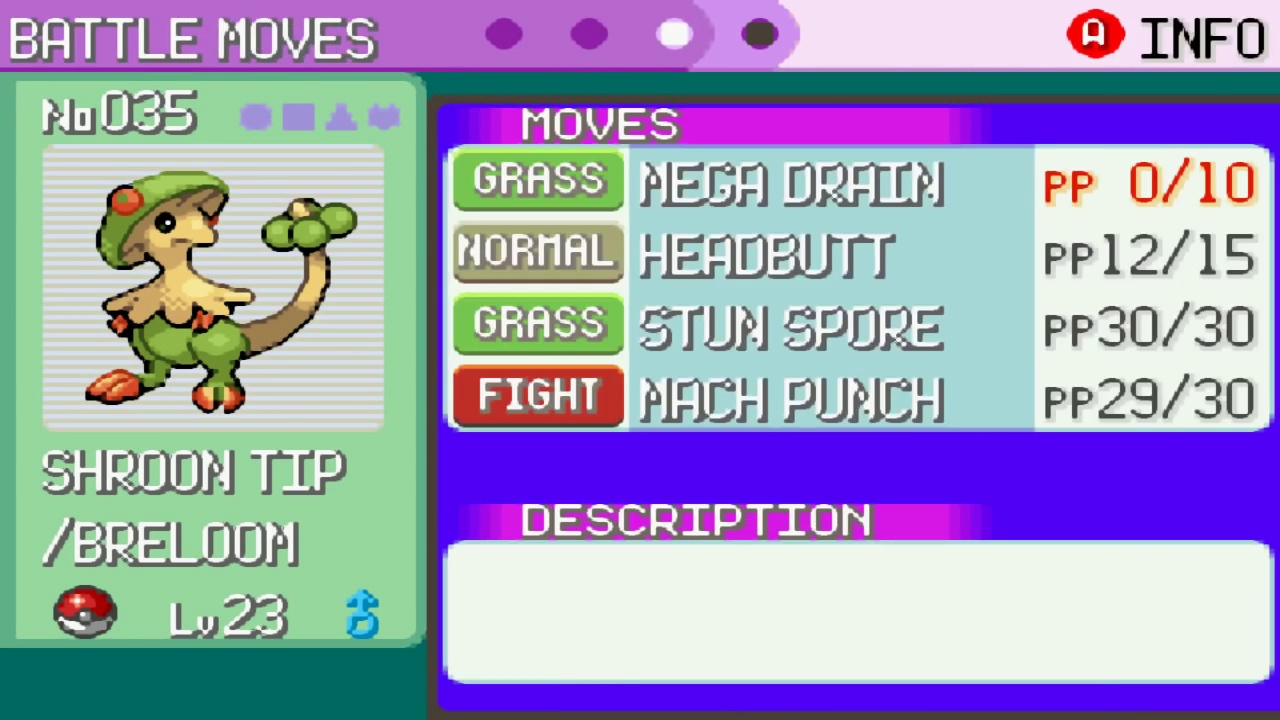 BATTLE MOVES
A INFO
No035
MOVES
GRASS MEGA DRAIN PP 0/10
NORMAL HEADBUTT PP12/15
GRASS STUN SPORE PP30/30
FIGHT MACH PUNCH PP29/30
SHROON TIP
/BRELOOM
Lv23 ♂
DESCRIPTION